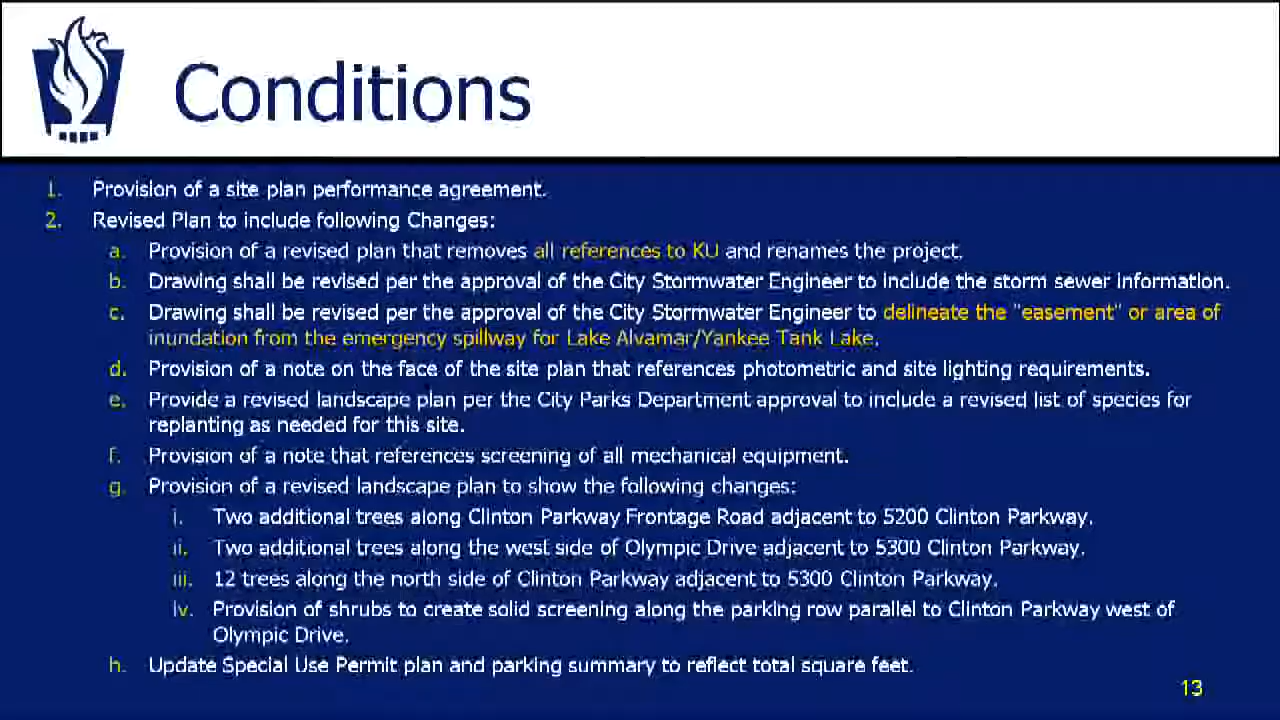 Conditions
1. Provision of a site plan performance agreement.
2. Revised Plan to include following Changes:
a. Provision of a revised plan that removes all references to KU and renames the project.
b. Drawing shall be revised per the approval of the City Stormwater Engineer to include the storm sewer information.
c. Drawing shall be revised per the approval of the City Stormwater Engineer to delineate the "easement" or area of
inundation from the emergency spillway for Lake Alvamar/Yankee Tank Lake.
d. Provision of a note on the face of the site plan that references photometric and site lighting requirements.
e. Provide a revised landscape plan per the City Parks Department approval to include a revised list of species for
replanting as needed for this site.
f. Provision of a note that references screening of all mechanical equipment.
g. Provision of a revised landscape plan to show the following changes:
i. Two additional trees along Clinton Parkway Frontage Road adjacent to 5200 Clinton Parkway.
ii. Two additional trees along the west side of Olympic Drive adjacent to 5300 Clinton Parkway.
iii. 12 trees along the north side of Clinton Parkway adjacent to 5300 Clinton Parkway.
iv. Provision of shrubs to create solid screening along the parking row parallel to Clinton Parkway west of
Olympic Drive.
h. Update Special Use Permit plan and parking summary to reflect total square feet.
13